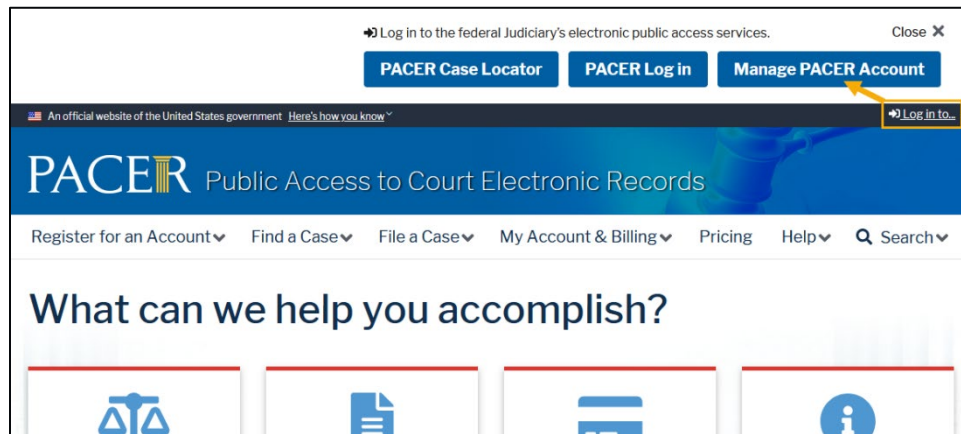 Log in to the federal Judiciary's electronic public access services. Close
PACER Case Locator PACER Log in Manage PACER Account
An official website of the United States government Here's how you know Log in to...
PACER Public Access to Court Electronic Records
Register for an Account Find a Case File a Case My Account & Billing Pricing Help Search
What can we help you accomplish?